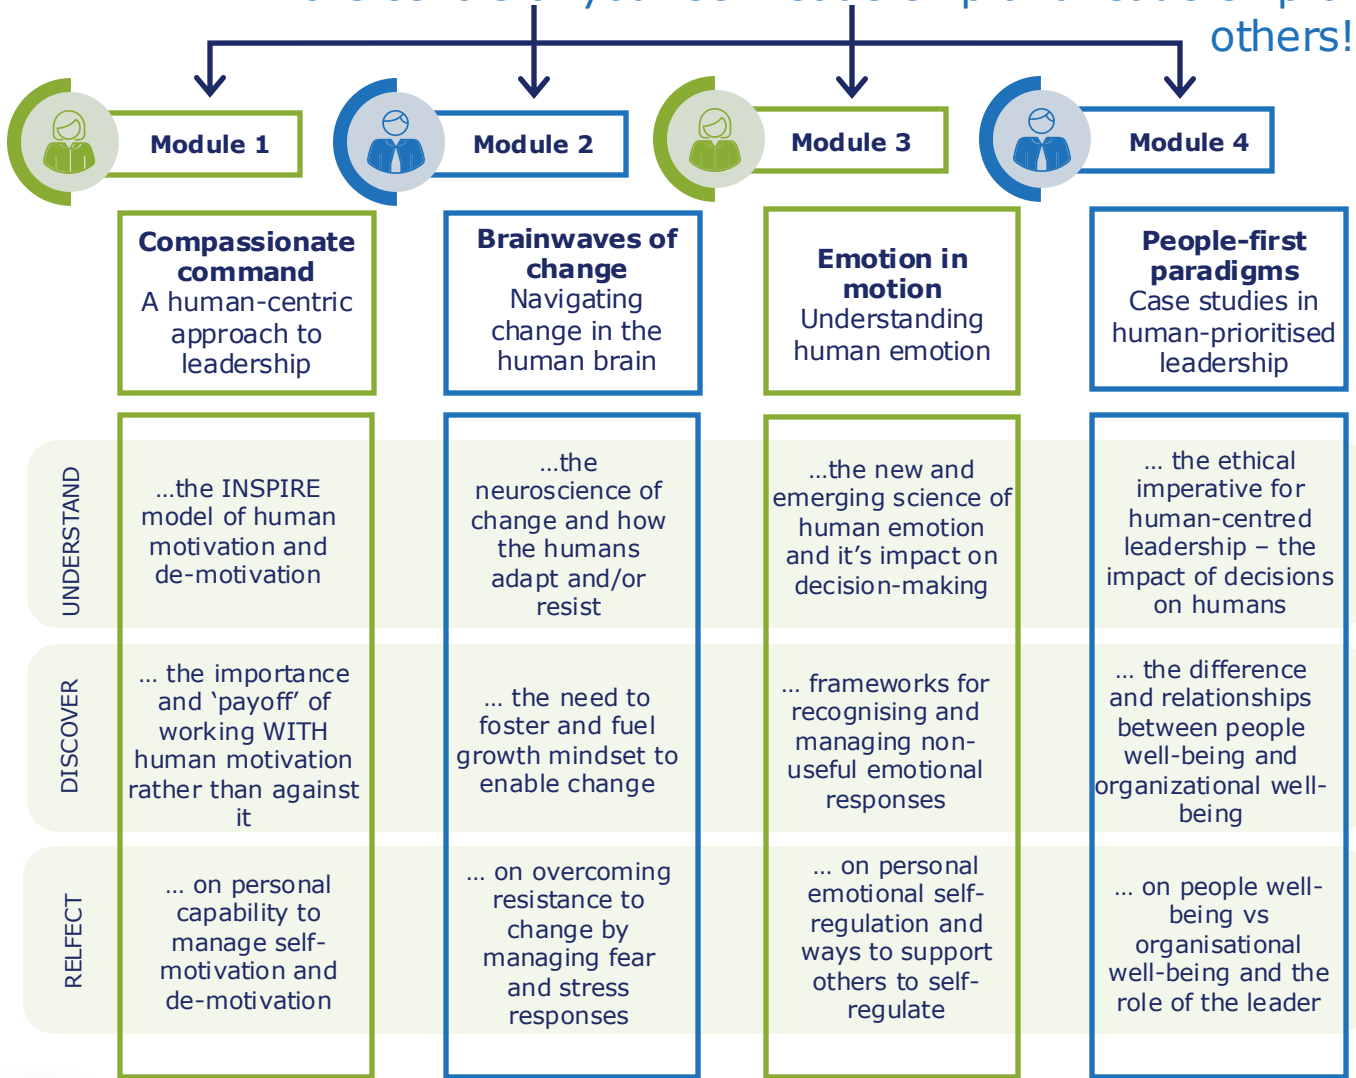 others!
Module 1
Module 2
Module 3
Module 4
Compassionate
command
A human-centric
approach to
leadership
Brainwaves of
change
Navigating
change in the
human brain
Emotion in
motion
Understanding
human emotion
People-first
paradigms
Case studies in
human-prioritised
leadership
UNDERSTAND
...the INSPIRE
model of human
motivation and
de-motivation
...the
neuroscience of
change and how
the humans
adapt and/or
resist
...the new and
emerging science of
human emotion
and it's impact on
decision-making
... the ethical
imperative for
human-centred
leadership – the
impact of decisions
on humans
DISCOVER
... the importance
and ‘payoff’ of
working WITH
human motivation
rather than against
it
... the need to
foster and fuel
growth mindset to
enable change
... frameworks for
recognising and
managing non-
useful emotional
responses
... the difference
and relationships
between people
well-being and
organizational well-
being
RELFECT
... on personal
capability to
manage self-
motivation and
de-motivation
... on overcoming
resistance to
change by
managing fear
and stress
responses
... on personal
emotional self-
regulation and
ways to support
others to self-
regulate
... on people well-
being vs
organisational
well-being and the
role of the leader